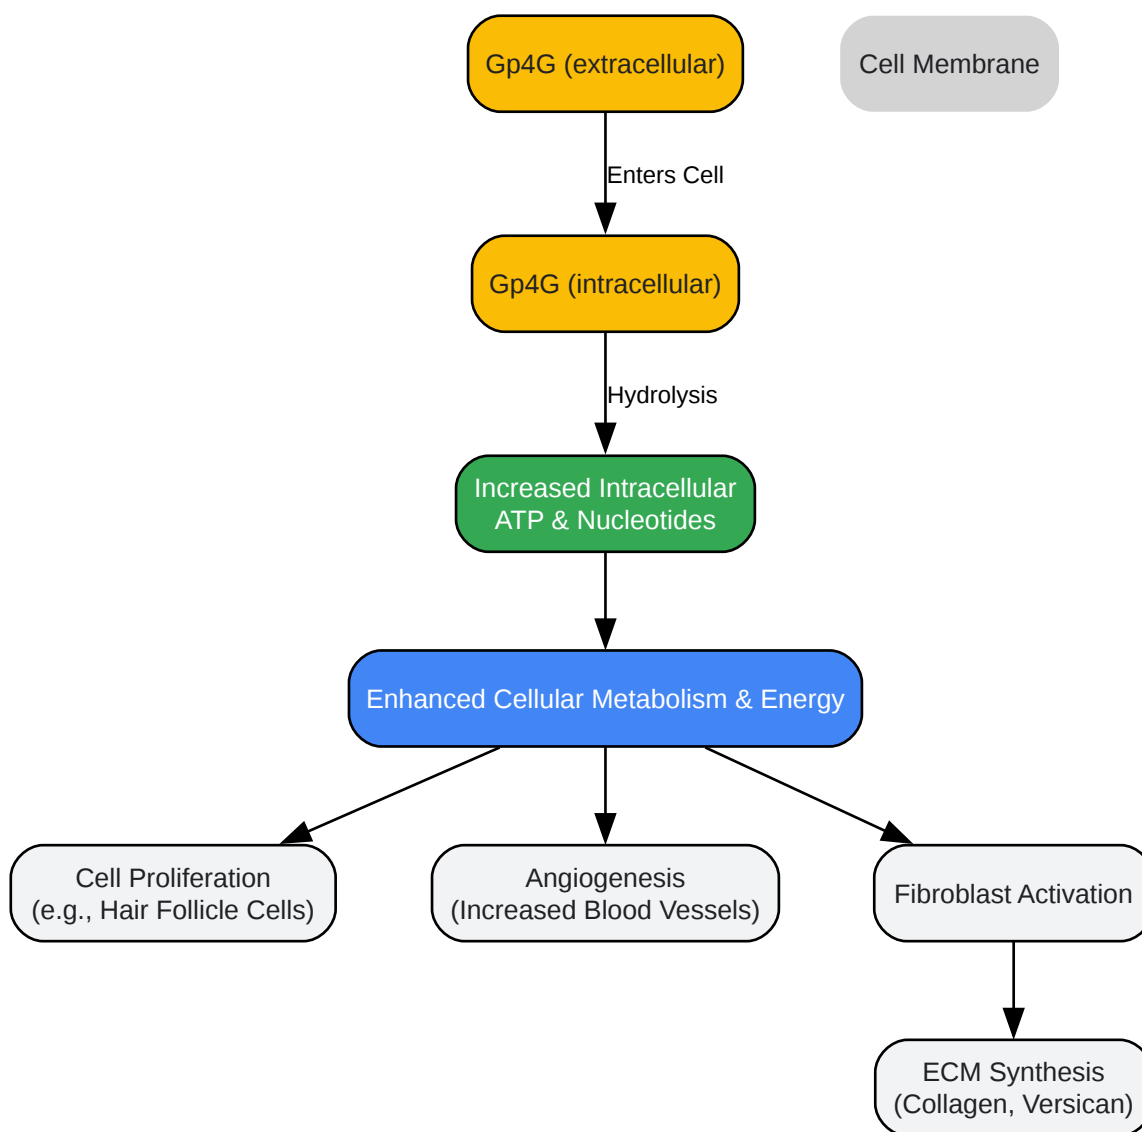 Gp4G (extracellular)
Cell Membrane
Enters Cell
Gp4G (intracellular)
Hydrolysis
Increased Intracellular
ATP & Nucleotides
Enhanced Cellular Metabolism & Energy
Cell Proliferation
(e.g., Hair Follicle Cells)
Angiogenesis
(Increased Blood Vessels)
Fibroblast Activation
ECM Synthesis
(Collagen, Versican)